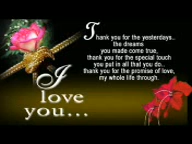 Thank you for the yesterdays..
the dreams
you made come true,
thank you for the special touch
you put in all that you do..
thank you for the promise of love,
my whole life through.
I
love
you...